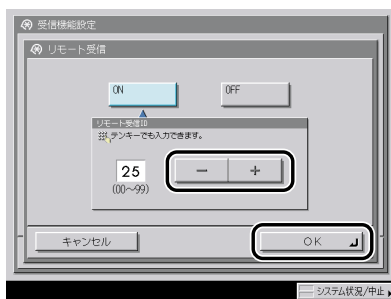 受信機能設定
リモート受信
ON
OFF
リモート受信ID
テンキーでも入力できます。
25
－ ＋
(00～99)
キャンセル
OK
システム状況/中止